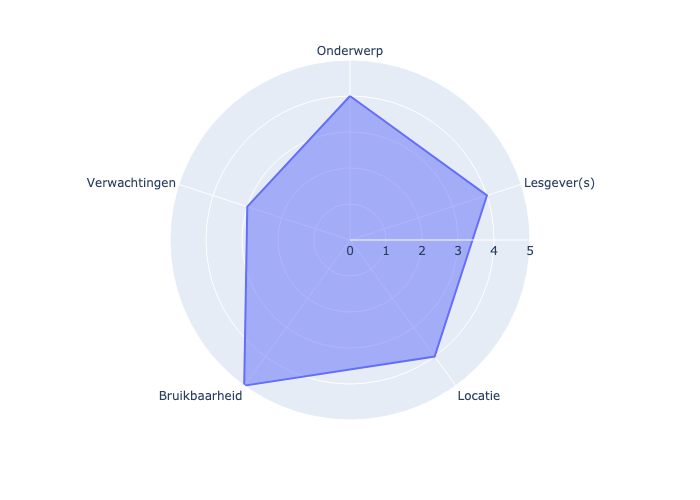 Onderwerp
Verwachtingen
Lesgever(s)
0 1 2 3 4 5
Bruikbaarheid
Locatie